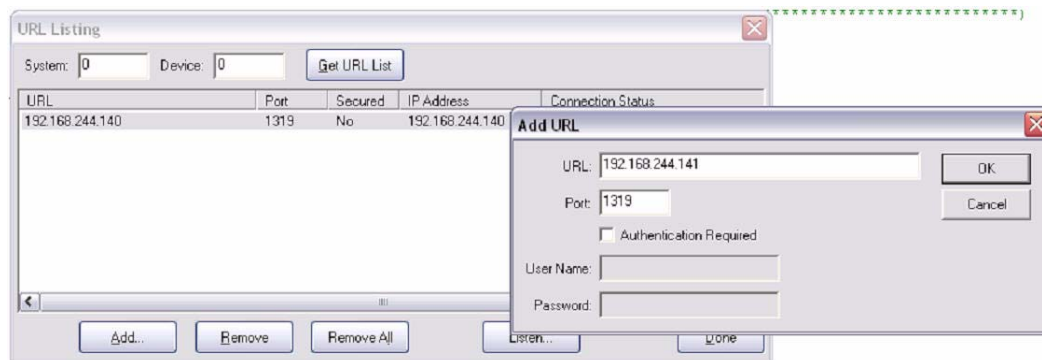 URL Listing
System: 0 Device: 0 Get URL List
URL Port Secured IP Address Connection Status
192.168.244.140 1319 No 192.168.244.140
Add... Remove Remove All Listen... Done
Add URL
URL: 192.168.244.141 OK
Port: 1319 Cancel
Authentication Required
User Name:
Password: